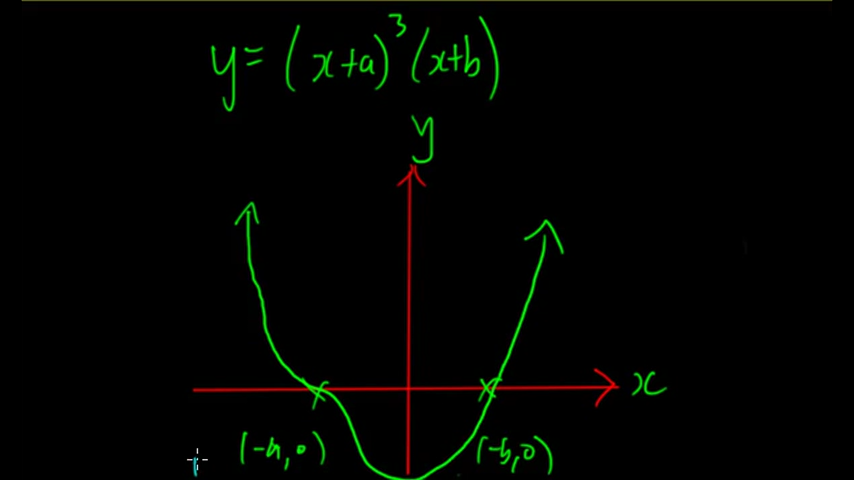 y = (x+a)³(x+b)
y
x
(-a,0) (-b,0)